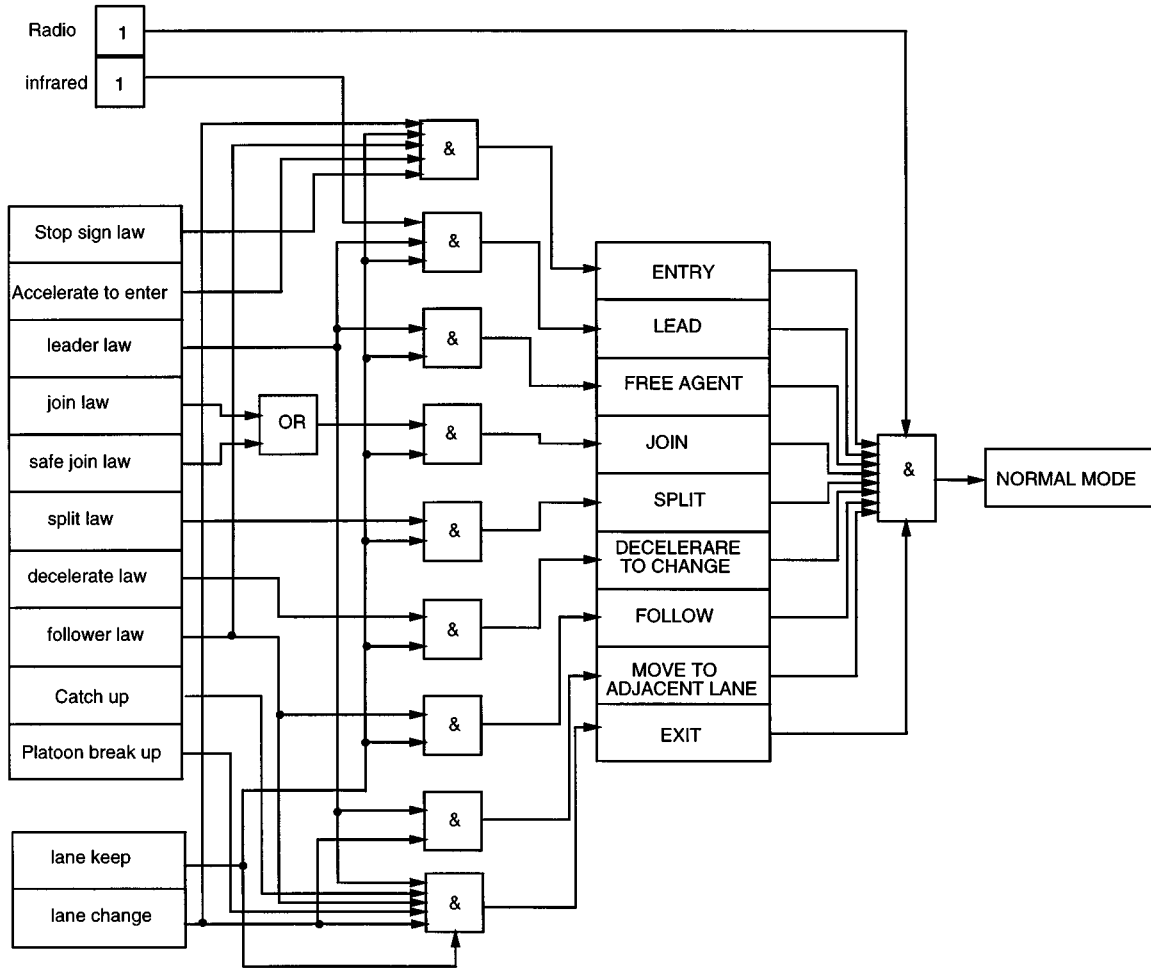 Radio
1
infrared
1
&
Stop sign law
Accelerate to enter
leader law
join law
safe join law
split law
decelerate law
follower law
Catch up
Platoon break up
lane keep
lane change
OR
&
&
&
&
&
&
&
&
ENTRY
LEAD
FREE AGENT
JOIN
SPLIT
DECELERARE
TO CHANGE
FOLLOW
MOVE TO
ADJACENT LANE
EXIT
&
NORMAL MODE